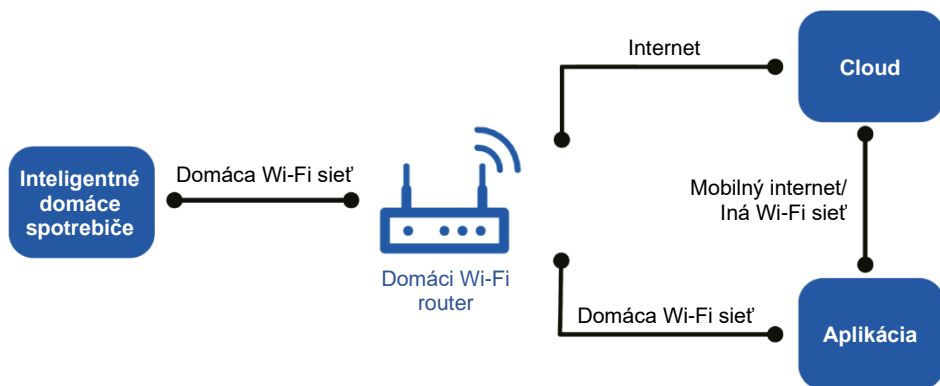 Inteligentné
domáce
spotrebiče
Domáca Wi-Fi sieť
Domáci Wi-Fi
router
Internet
Cloud
Mobilný internet/
Iná Wi-Fi sieť
Domáca Wi-Fi sieť
Aplikácia